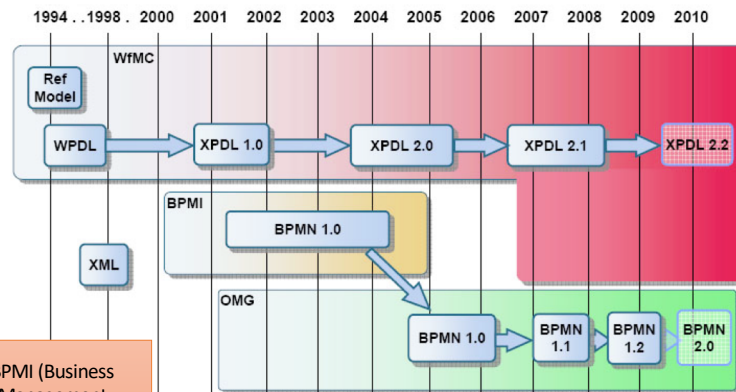 1994 . . 1998 . 2000 2001 2002 2003 2004 2005 2006 2007 2008 2009 2010
WfMC
Ref
Model
WPDL
XPDL 1.0
XPDL 2.0
XPDL 2.1
XPDL 2.2
BPMI
BPMN 1.0
XML
OMG
BPMN 1.0
BPMN
1.1
BPMN
1.2
BPMN
2.0
BPMI (Business